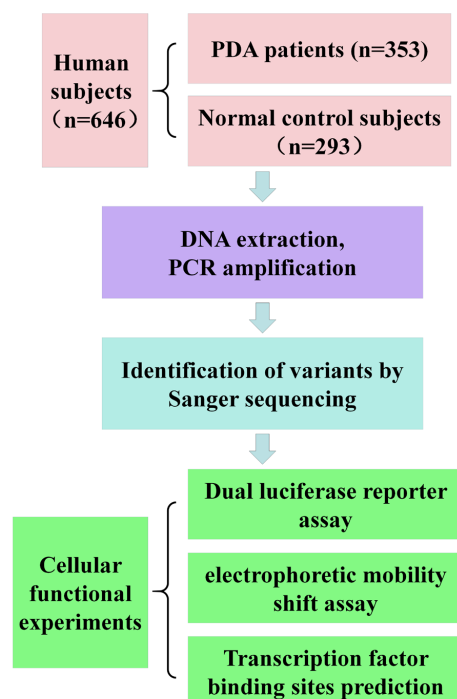 Human
subjects
（n=646）
PDA patients (n=353)
Normal control subjects
（n=293）
DNA extraction,
PCR amplification
Identification of variants by
Sanger sequencing
Cellular
functional
experiments
Dual luciferase reporter
assay
electrophoretic mobility
shift assay
Transcription factor
binding sites prediction